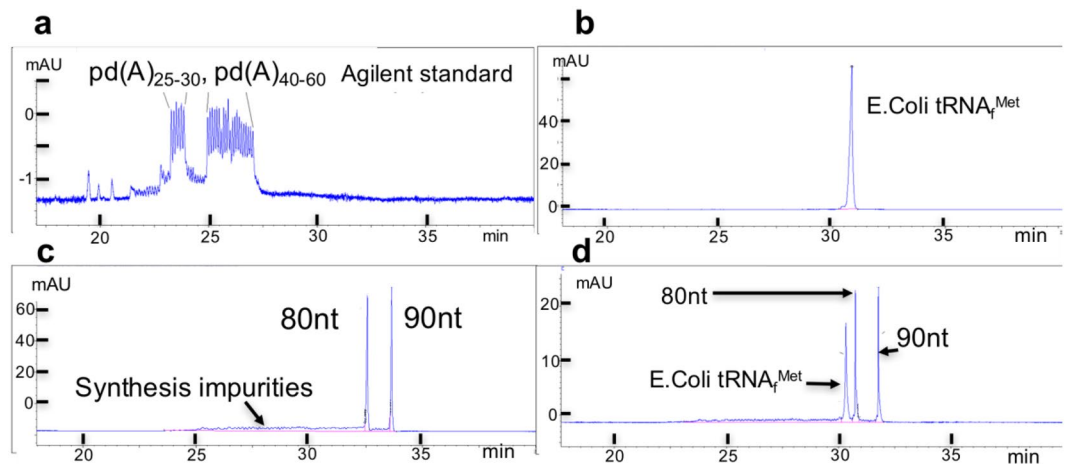 a
mAU
pd(A)25-30, pd(A)40-60 Agilent standard
0
-1
20 25 30 35 min
b
mAU
E.Coli tRNAfMet
40
20
0
20 30 35 min
c
mAU
60
40
20
0
80nt 90nt
Synthesis impurities
20 25 30 35
d
mAU
20
10
0
80nt
90nt
E.Coli tRNAfMet
20 25 30 35 min